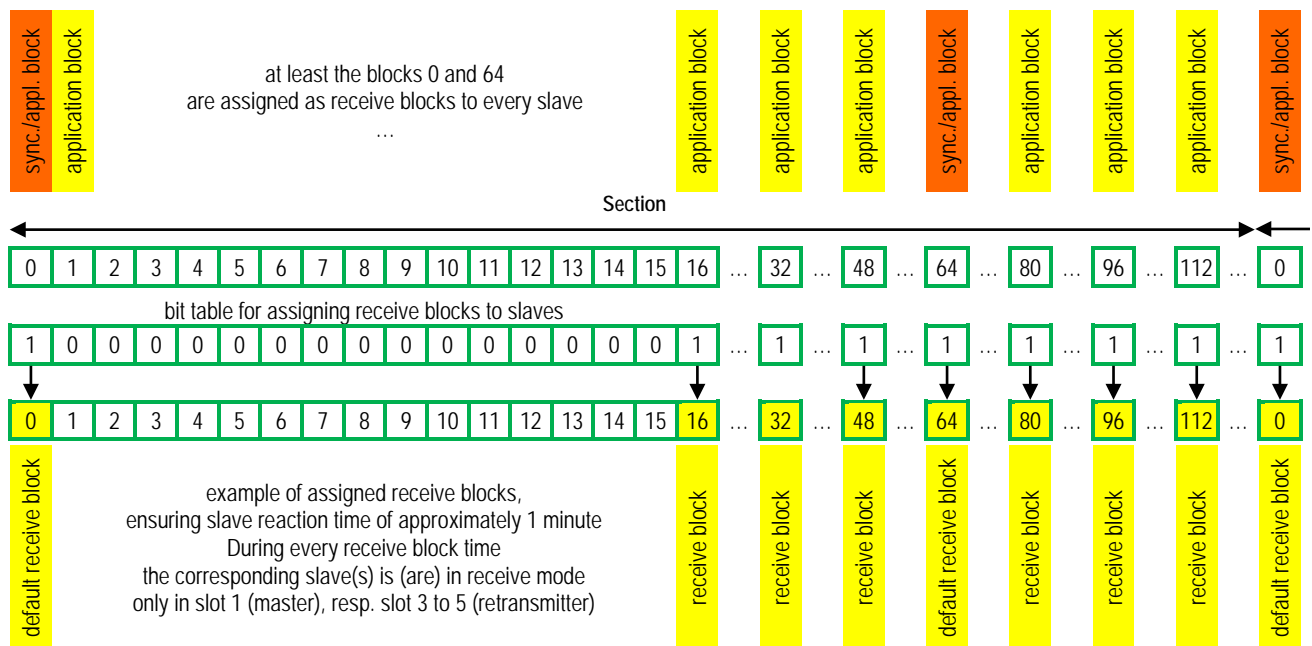 sync./appl. block
application block
at least the blocks 0 and 64
are assigned as receive blocks to every slave
…
application block
application block
application block
sync./appl. block
application block
application block
application block
sync./appl. block
Section
0 1 2 3 4 5 6 7 8 9 10 11 12 13 14 15 16 … 32 … 48 … 64 … 80 … 96 … 112 … 0
bit table for assigning receive blocks to slaves
1 0 0 0 0 0 0 0 0 0 0 0 0 0 0 0 1 … 1 … 1 … 1 … 1 … 1 … 1 … 1
0 1 2 3 4 5 6 7 8 9 10 11 12 13 14 15 16 … 32 … 48 … 64 … 80 … 96 … 112 … 0
default receive block
example of assigned receive blocks,
ensuring slave reaction time of approximately 1 minute
During every receive block time
the corresponding slave(s) is (are) in receive mode
only in slot 1 (master), resp. slot 3 to 5 (retransmitter)
receive block
receive block
receive block
default receive block
receive block
receive block
receive block
default receive block